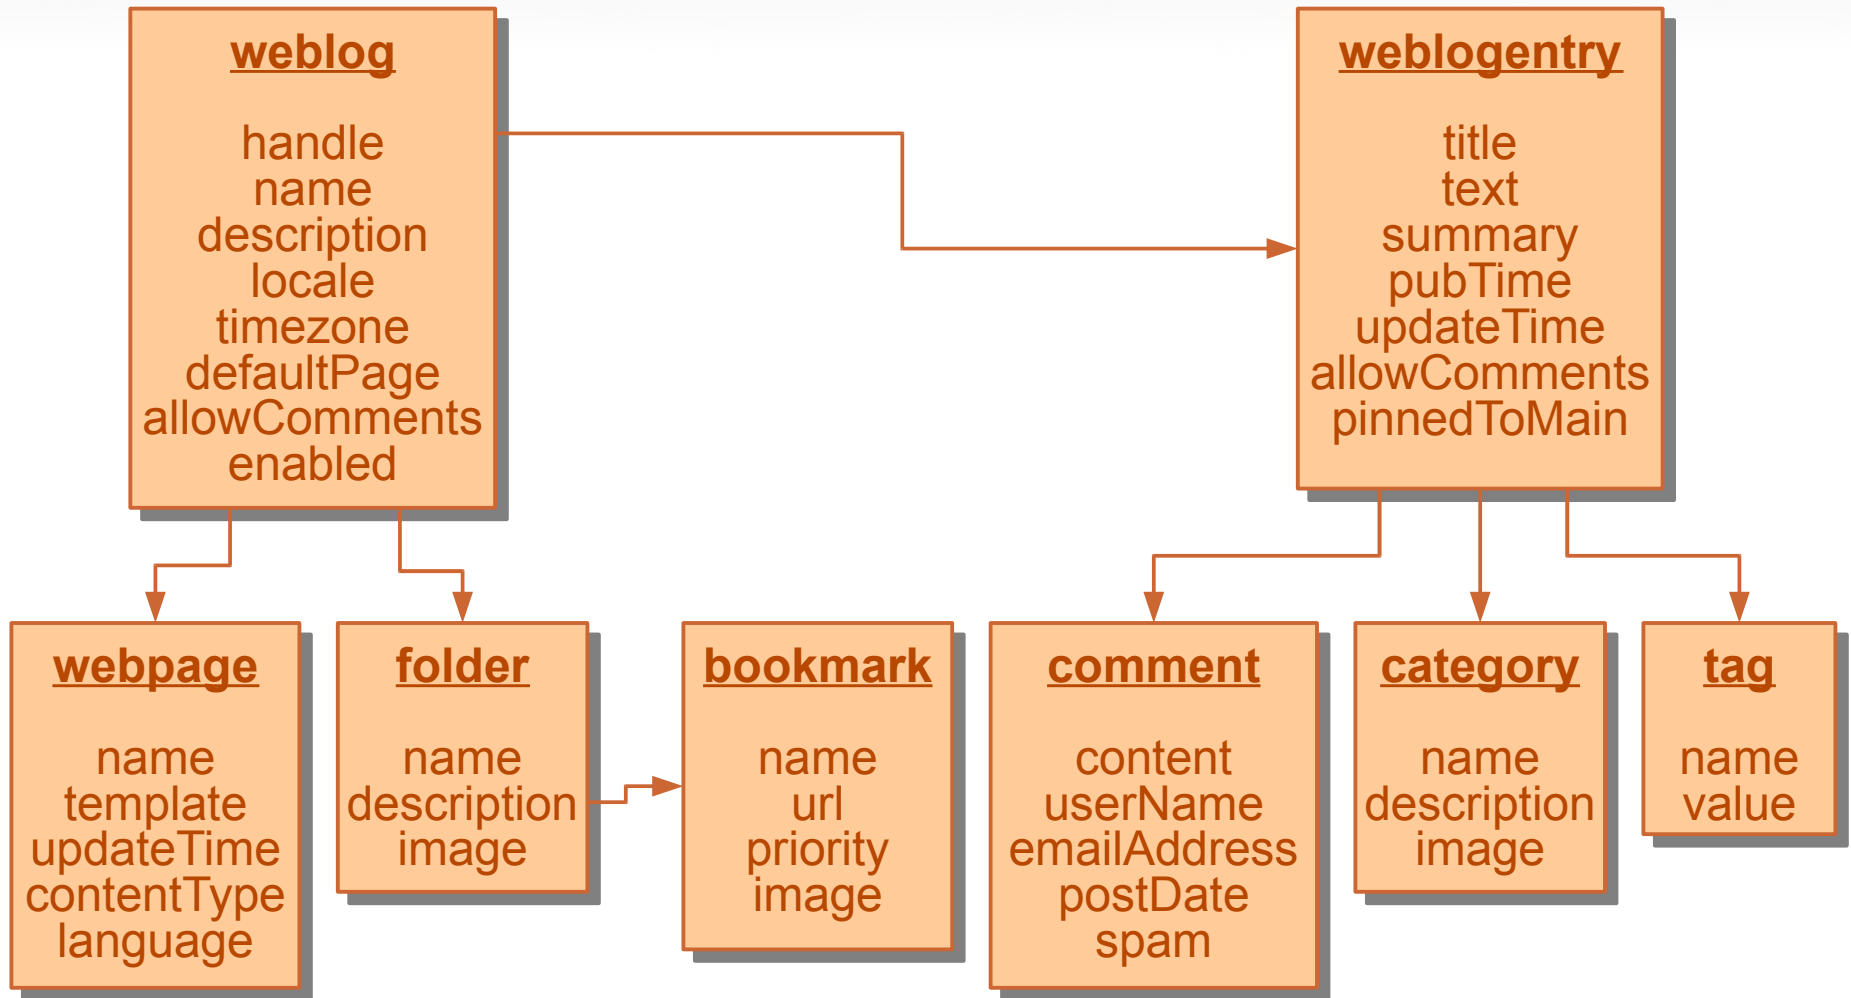 weblog
handle
name
description
locale
timezone
defaultPage
allowComments
enabled
weblogentry
title
text
summary
pubTime
updateTime
allowComments
pinnedToMain
webpage
name
template
updateTime
contentType
language
folder
name
description
image
bookmark
name
url
priority
image
comment
content
userName
emailAddress
postDate
spam
category
name
description
image
tag
name
value